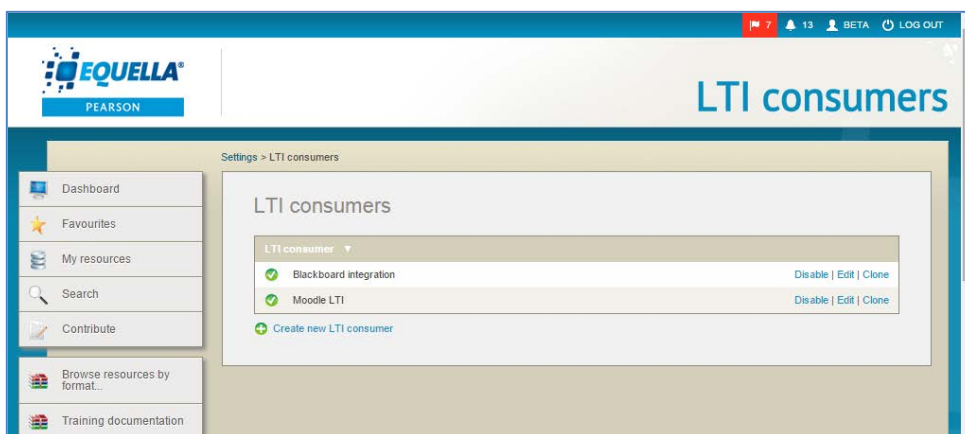 7 13 BETA LOG OUT
EQUELLA®
PEARSON
LTI consumers
Settings > LTI consumers
Dashboard
Favourites
My resources
Search
Contribute
Browse resources by
format...
Training documentation
LTI consumers
LTI consumer
Blackboard integration Disable | Edit | Clone
Moodle LTI Disable | Edit | Clone
Create new LTI consumer